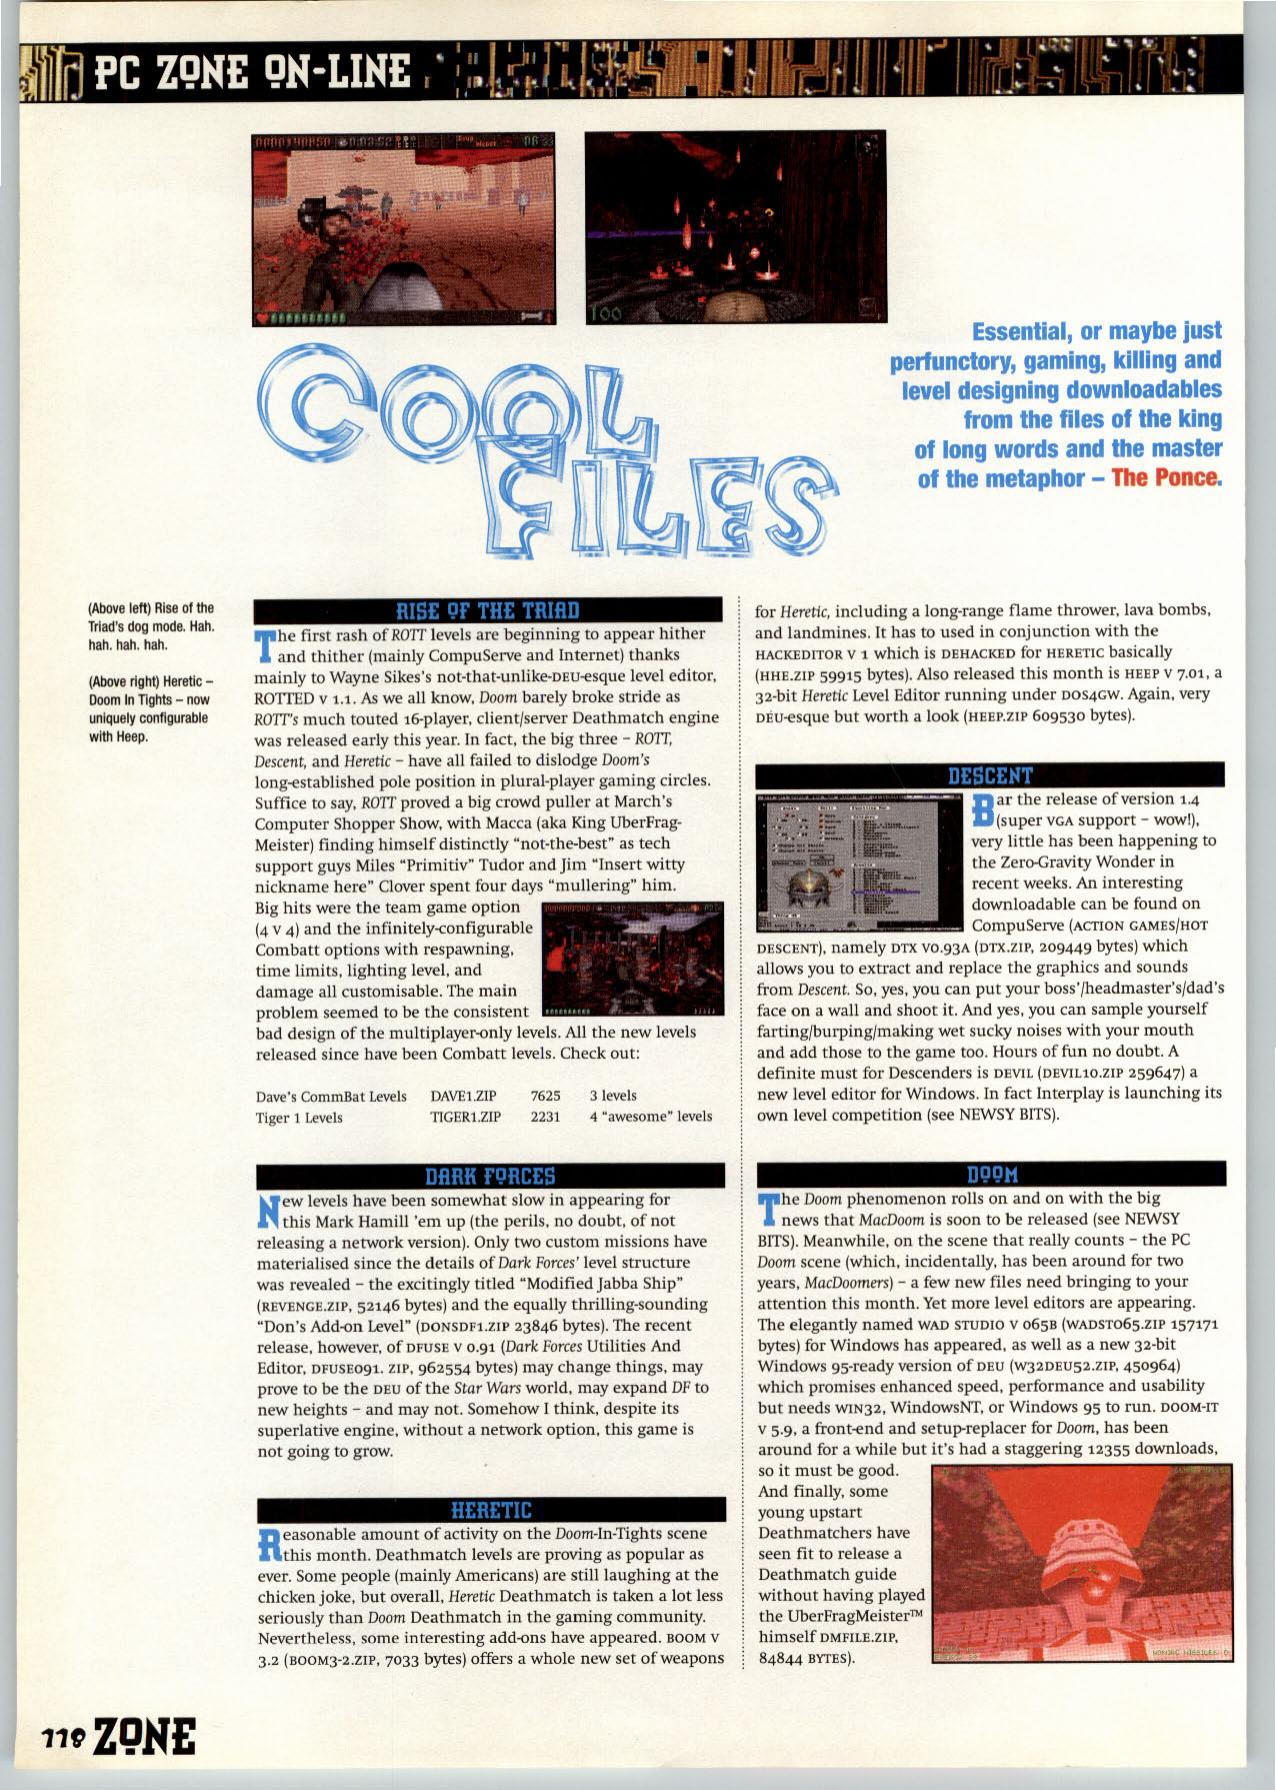 PC ZONE ON-LINE
COOL
FILES
Essential, or maybe just
perfunctory, gaming, killing and
level designing downloadables
from the files of the king
of long words and the master
of the metaphor – The Ponce.
(Above left) Rise of the
Triad's dog mode. Hah.
hah. hah. hah.
(Above right) Heretic –
Doom In Tights – now
uniquely configurable
with Heep.
RISE OF THE TRIAD
The first rash of ROTT levels are beginning to appear hither
and thither (mainly CompuServe and Internet) thanks
mainly to Wayne Sikes's not-that-unlike-DEU-esque level editor,
ROTTED V 1.1. As we all know, Doom barely broke stride as
ROTT's much touted 16-player, client/server Deathmatch engine
was released early this year. In fact, the big three – ROTT,
Descent, and Heretic – have all failed to dislodge Doom's
long-established pole position in plural-player gaming circles.
Suffice to say, ROTT proved a big crowd puller at March's
Computer Shopper Show, with Macca (aka King UberFrag-
Meister) finding himself distinctly "not-the-best" as tech
support guys Miles "Primitiv" Tudor and Jim "Insert witty
nickname here" Clover spent four days "mullering" him.
Big hits were the team game option
(4 V 4) and the infinitely-configurable
Combatt options with respawning,
time limits, lighting level, and
damage all customisable. The main
problem seemed to be the consistent
bad design of the multiplayer-only levels. All the new levels
released since have been Combatt levels. Check out:
Dave's CommBat Levels DAVE1.ZIP 7625 3 levels
Tiger 1 Levels TIGER1.ZIP 2231 4 "awesome" levels
DARK FORCES
New levels have been somewhat slow in appearing for
this Mark Hamill 'em up (the perils, no doubt, of not
releasing a network version). Only two custom missions have
materialised since the details of Dark Forces' level structure
was revealed – the excitingly titled "Modified Jabba Ship"
(REVENGE.ZIP, 52146 bytes) and the equally thrilling-sounding
"Don's Add-on Level" (DONSDF1.ZIP 23846 bytes). The recent
release, however, of DFUSE V 0.91 (Dark Forces Utilities And
Editor, DFUSE091. ZIP, 962554 bytes) may change things, may
prove to be the DEU of the Star Wars world, may expand DF to
new heights – and may not. Somehow I think, despite its
superlative engine, without a network option, this game is
not going to grow.
HERETIC
Reasonable amount of activity on the Doom-In-Tights scene
this month. Deathmatch levels are proving as popular as
ever. Some people (mainly Americans) are still laughing at the
chicken joke, but overall, Heretic Deathmatch is taken a lot less
seriously than Doom Deathmatch in the gaming community.
Nevertheless, some interesting add-ons have appeared. BOOM V
3.2 (BOOM3-2.ZIP, 7033 bytes) offers a whole new set of weapons
for Heretic, including a long-range flame thrower, lava bombs,
and landmines. It has to used in conjunction with the
HACKEDITOR V 1 which is DEHACKED for HERETIC basically
(HHE.ZIP 59915 bytes). Also released this month is HEEP V 7.01, a
32-bit Heretic Level Editor running under DOS4GW. Again, very
DEU-esque but worth a look (HEEP.ZIP 609530 bytes).
DESCENT
Bar the release of version 1.4
(super VGA support – wow!),
very little has been happening to
the Zero-Gravity Wonder in
recent weeks. An interesting
downloadable can be found on
CompuServe (ACTION GAMES/HOT
DESCENT), namely DTX V0.93A (DTX.ZIP, 209449 bytes) which
allows you to extract and replace the graphics and sounds
from Descent. So, yes, you can put your boss'/headmaster's/dad's
face on a wall and shoot it. And yes, you can sample yourself
farting/burping/making wet sucky noises with your mouth
and add those to the game too. Hours of fun no doubt. A
definite must for Descenders is DEVIL (DEVIL10.ZIP 259647) a
new level editor for Windows. In fact Interplay is launching its
own level competition (see NEWSY BITS).
DOOM
The Doom phenomenon rolls on and on with the big
news that MacDoom is soon to be released (see NEWSY
BITS). Meanwhile, on the scene that really counts – the PC
Doom scene (which, incidentally, has been around for two
years, MacDoomers) – a few new files need bringing to your
attention this month. Yet more level editors are appearing.
The elegantly named WAD STUDIO V 065B (WADSTO65.ZIP 157171
bytes) for Windows has appeared, as well as a new 32-bit
Windows 95-ready version of DEU (W32DEU52.ZIP, 450964)
which promises enhanced speed, performance and usability
but needs WIN32, WindowsNT, or Windows 95 to run. DOOM-IT
V 5.9, a front-end and setup-replacer for Doom, has been
around for a while but it's had a staggering 12355 downloads,
so it must be good.
And finally, some
young upstart
Deathmatchers have
seen fit to release a
Deathmatch guide
without having played
the UberFragMeister™
himself DMFILE.ZIP,
84844 BYTES).
100
118 ZONE